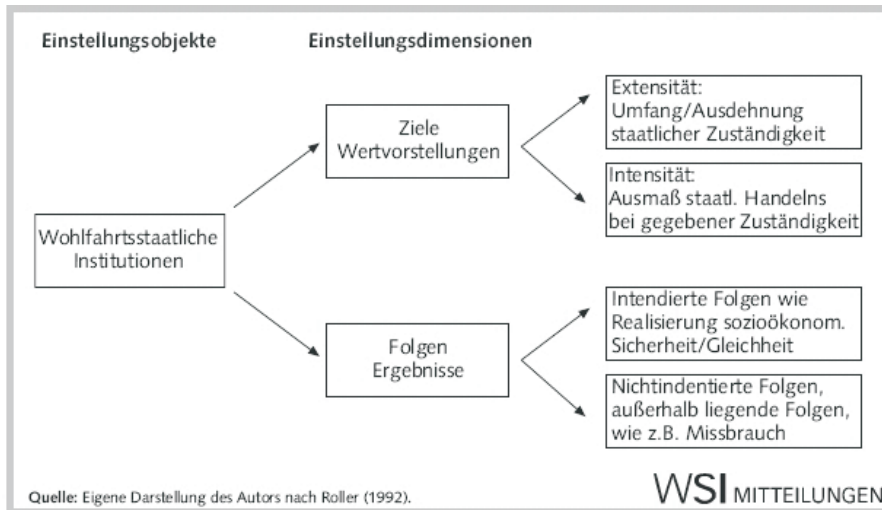 Einstellungsobjekte
Einstellungsdimensionen
Ziele
Wertvorstellungen
Extensität:
Umfang/Ausdehnung
staatlicher Zuständigkeit
Intensität:
Ausmaß staatl. Handelns
bei gegebener Zuständigkeit
Wohlfahrtsstaatliche
Institutionen
Folgen
Ergebnisse
Intendierte Folgen wie
Realisierung sozioökonom.
Sicherheit/Gleichheit
Nichtindentierte Folgen,
außerhalb liegende Folgen,
wie z.B. Missbrauch
Quelle: Eigene Darstellung des Autors nach Roller (1992).
WSI MITTEILUNGEN